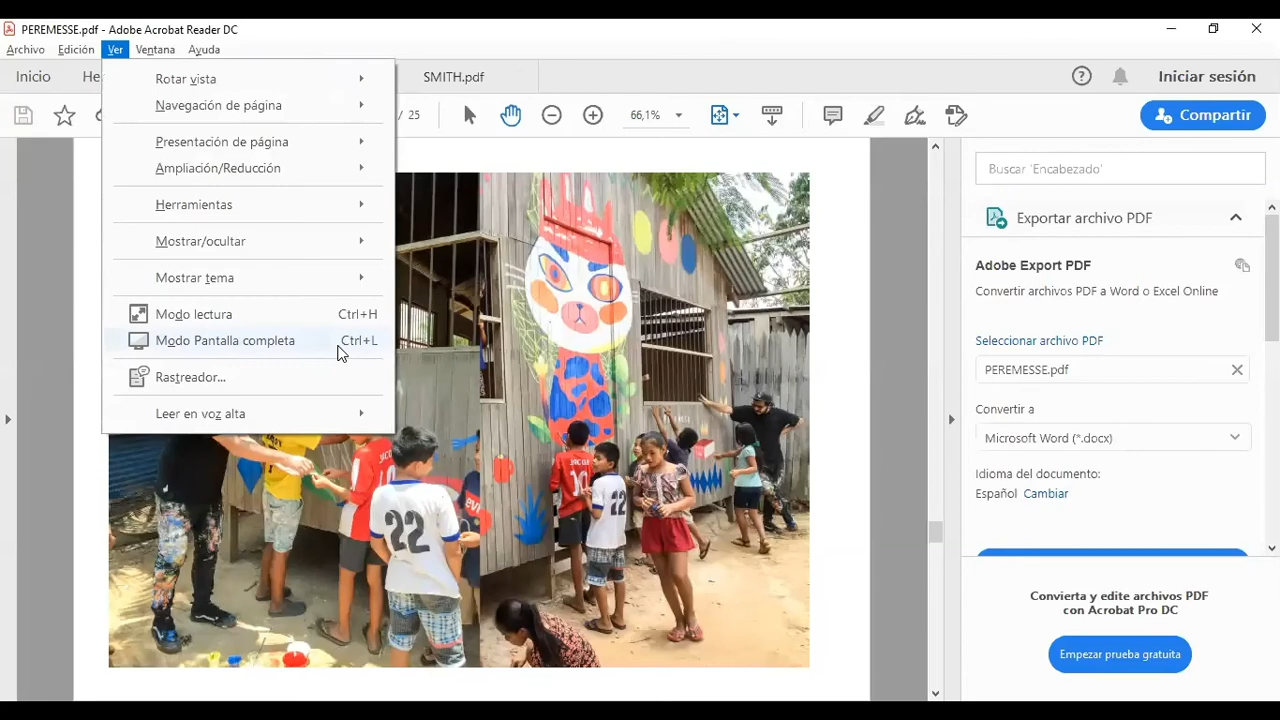 PEREMESSE.pdf - Adobe Acrobat Reader DC
Archivo Edición Ver Ventana Ayuda
Inicio He SMITH.pdf Iniciar sesión
/ 25 66,1% Compartir
Rotar vista
Navegación de página
Presentación de página
Ampliación/Reducción
Herramientas
Mostrar/ocultar
Mostrar tema
Modo lectura Ctrl+H
Modo Pantalla completa Ctrl+L
Rastreador...
Leer en voz alta
Buscar 'Encabezado'
Exportar archivo PDF
Adobe Export PDF
Convertir archivos PDF a Word o Excel Online
Seleccionar archivo PDF
PEREMESSE.pdf
Convertir a
Microsoft Word (*.docx)
Idioma del documento:
Español Cambiar
Convierta y edite archivos PDF
con Acrobat Pro DC
Empezar prueba gratuita
22
10
22